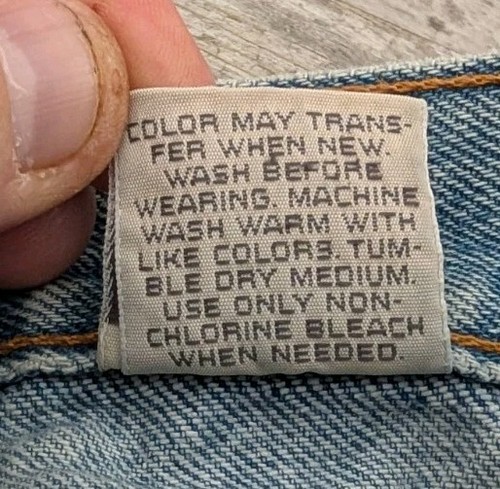 COLOR MAY TRANS-
FER WHEN NEW.
WASH BEFORE
WEARING. MACHINE
WASH WARM WITH
LIKE COLORS. TUM-
BLE DRY MEDIUM.
USE ONLY NON-
CHLORINE BLEACH
WHEN NEEDED.